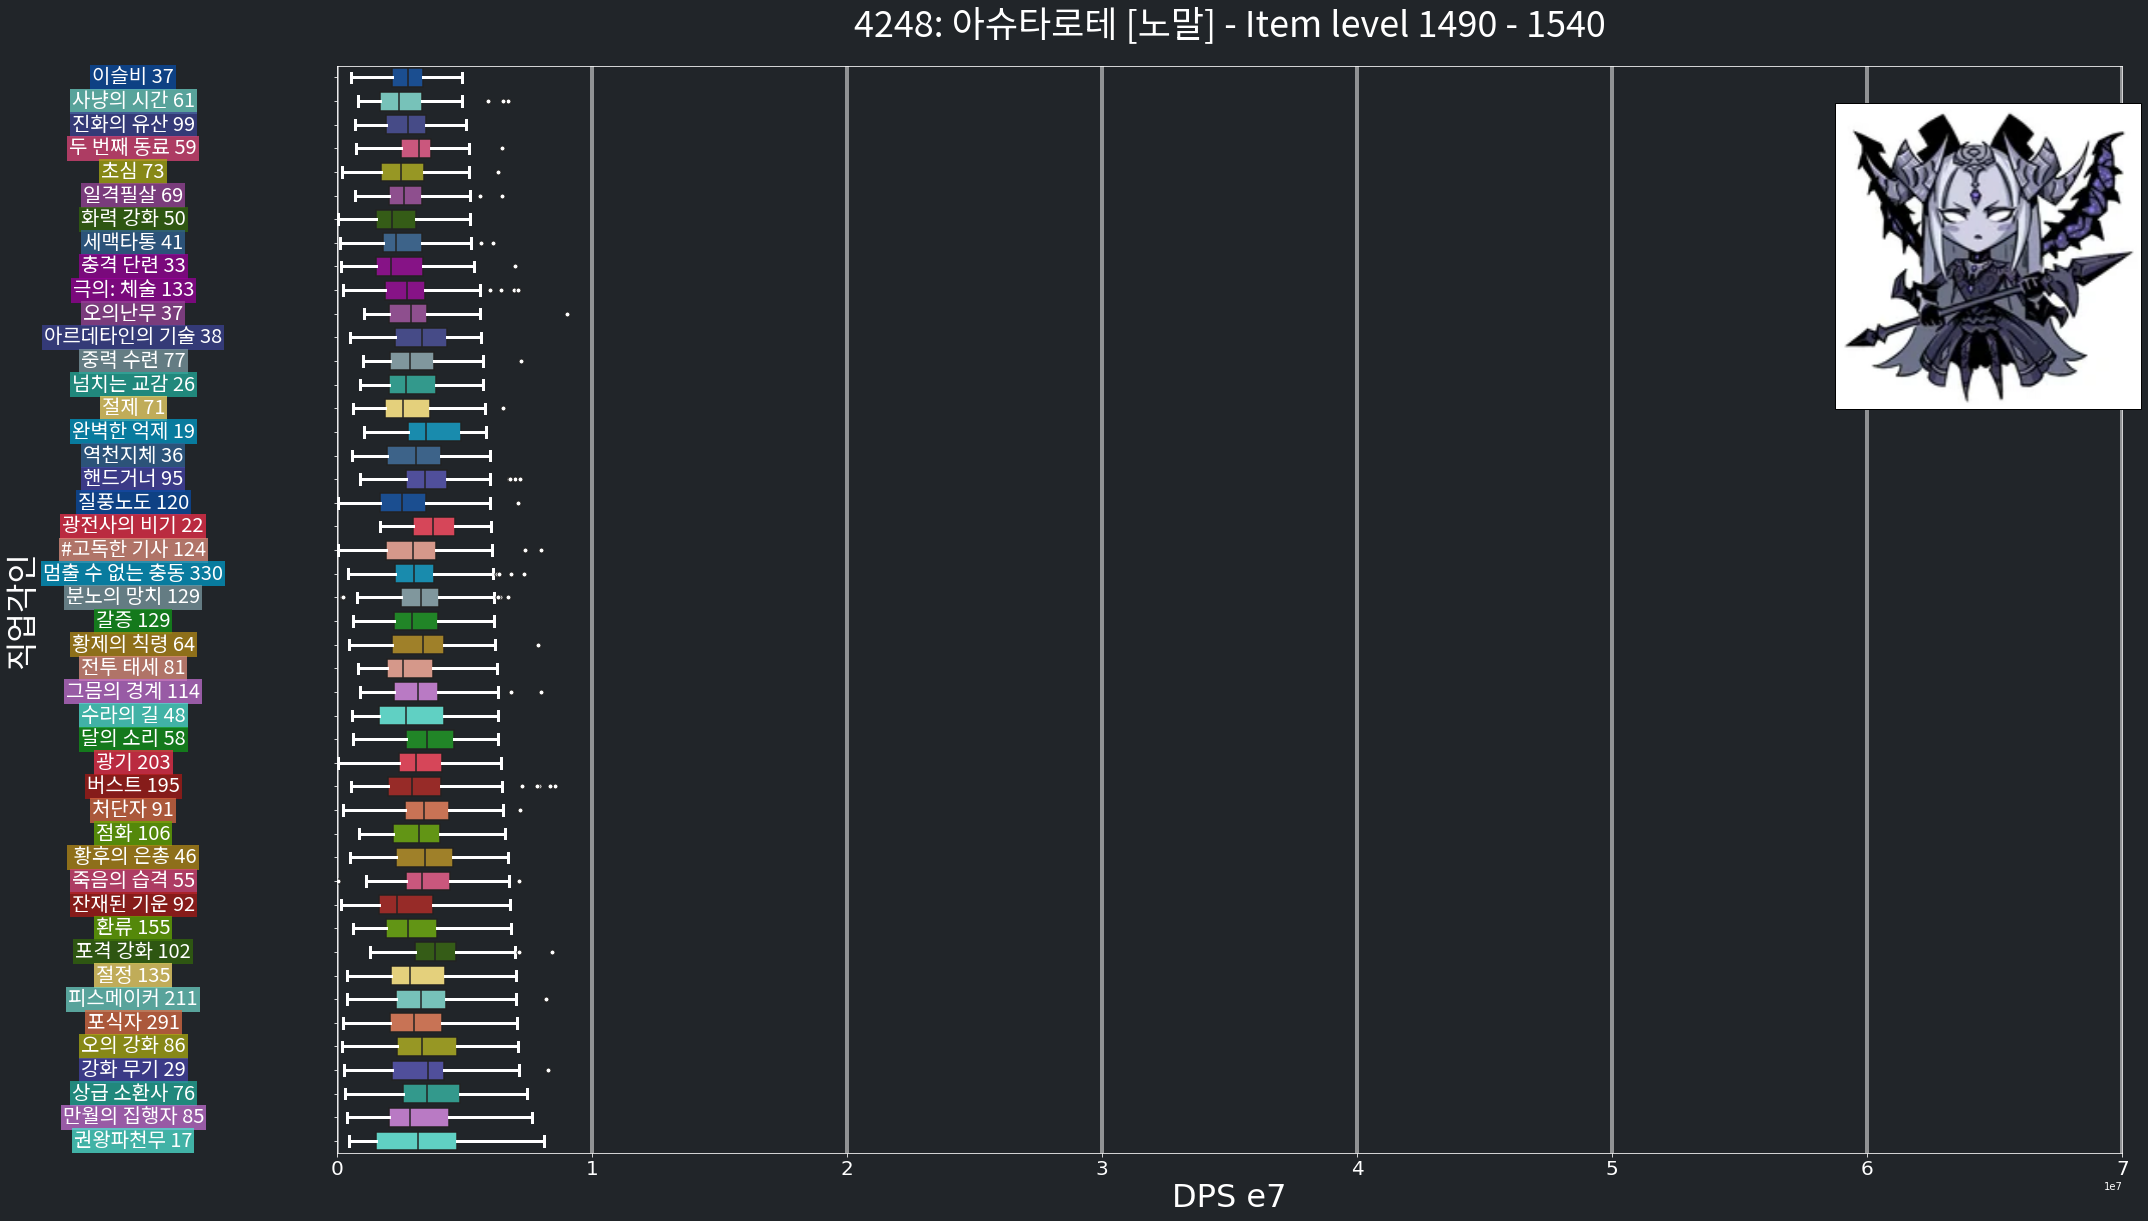 4248: 아슈타로테 [노말] - Item level 1490 - 1540
직업각인
이슬비 37
사냥의 시간 61
진화의 유산 99
두 번째 동료 59
초심 73
일격필살 69
화력 강화 50
세맥타통 41
충격 단련 33
극의: 체술 133
오의난무 37
아르데타인의 기술 38
중력 수련 77
넘치는 교감 26
절제 71
완벽한 억제 19
역천지체 36
핸드거너 95
질풍노도 120
광전사의 비기 22
#고독한 기사 124
멈출 수 없는 충동 330
분노의 망치 129
갈증 129
황제의 칙령 64
전투 태세 81
그믐의 경계 114
수라의 길 48
달의 소리 58
광기 203
버스트 195
처단자 91
점화 106
황후의 은총 46
죽음의 습격 55
잔재된 기운 92
환류 155
포격 강화 102
절정 135
피스메이커 211
포식자 291
오의 강화 86
강화 무기 29
상급 소환사 76
만월의 집행자 85
권왕파천무 17
0 1 2 3 4 5 6 7
1e7
DPS e7